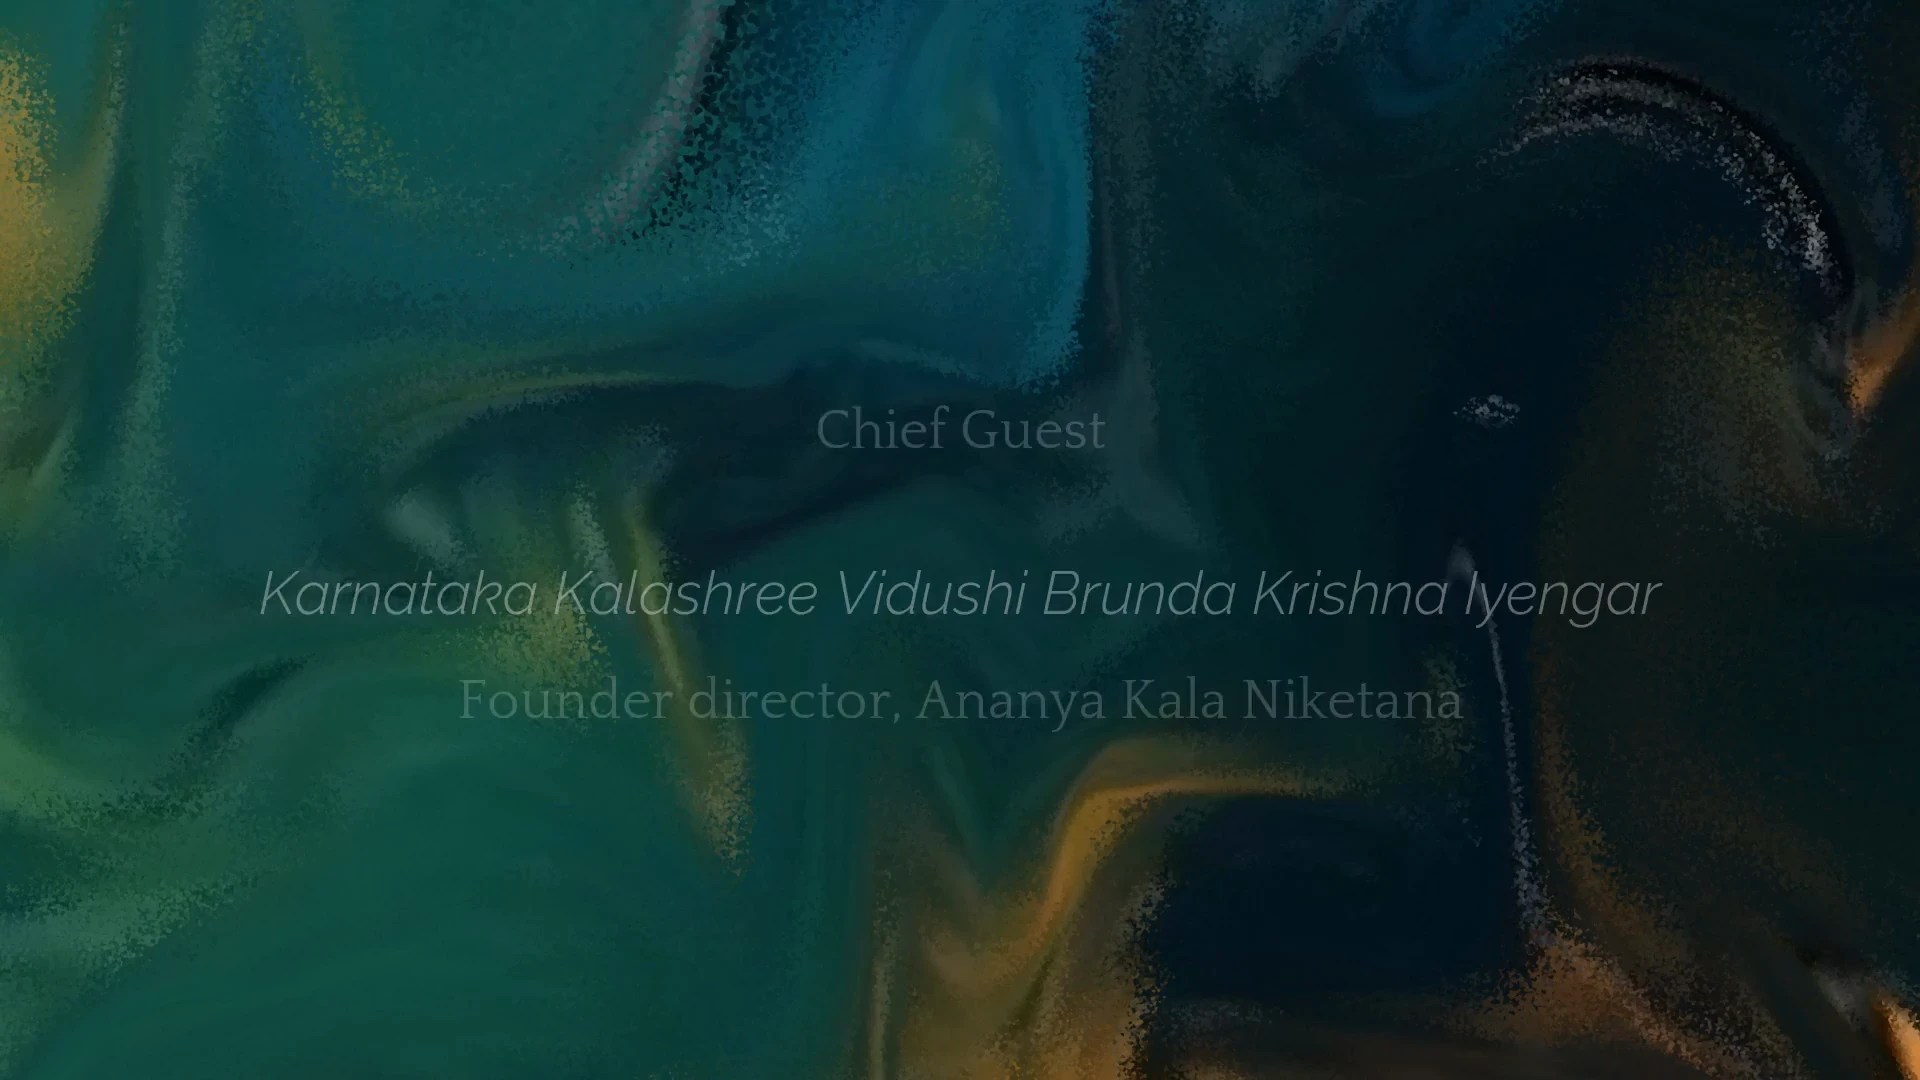 Chief Guest
Karnataka Kalashree Vidushi Brunda Krishna Iyengar
Founder director, Ananya Kala Niketana